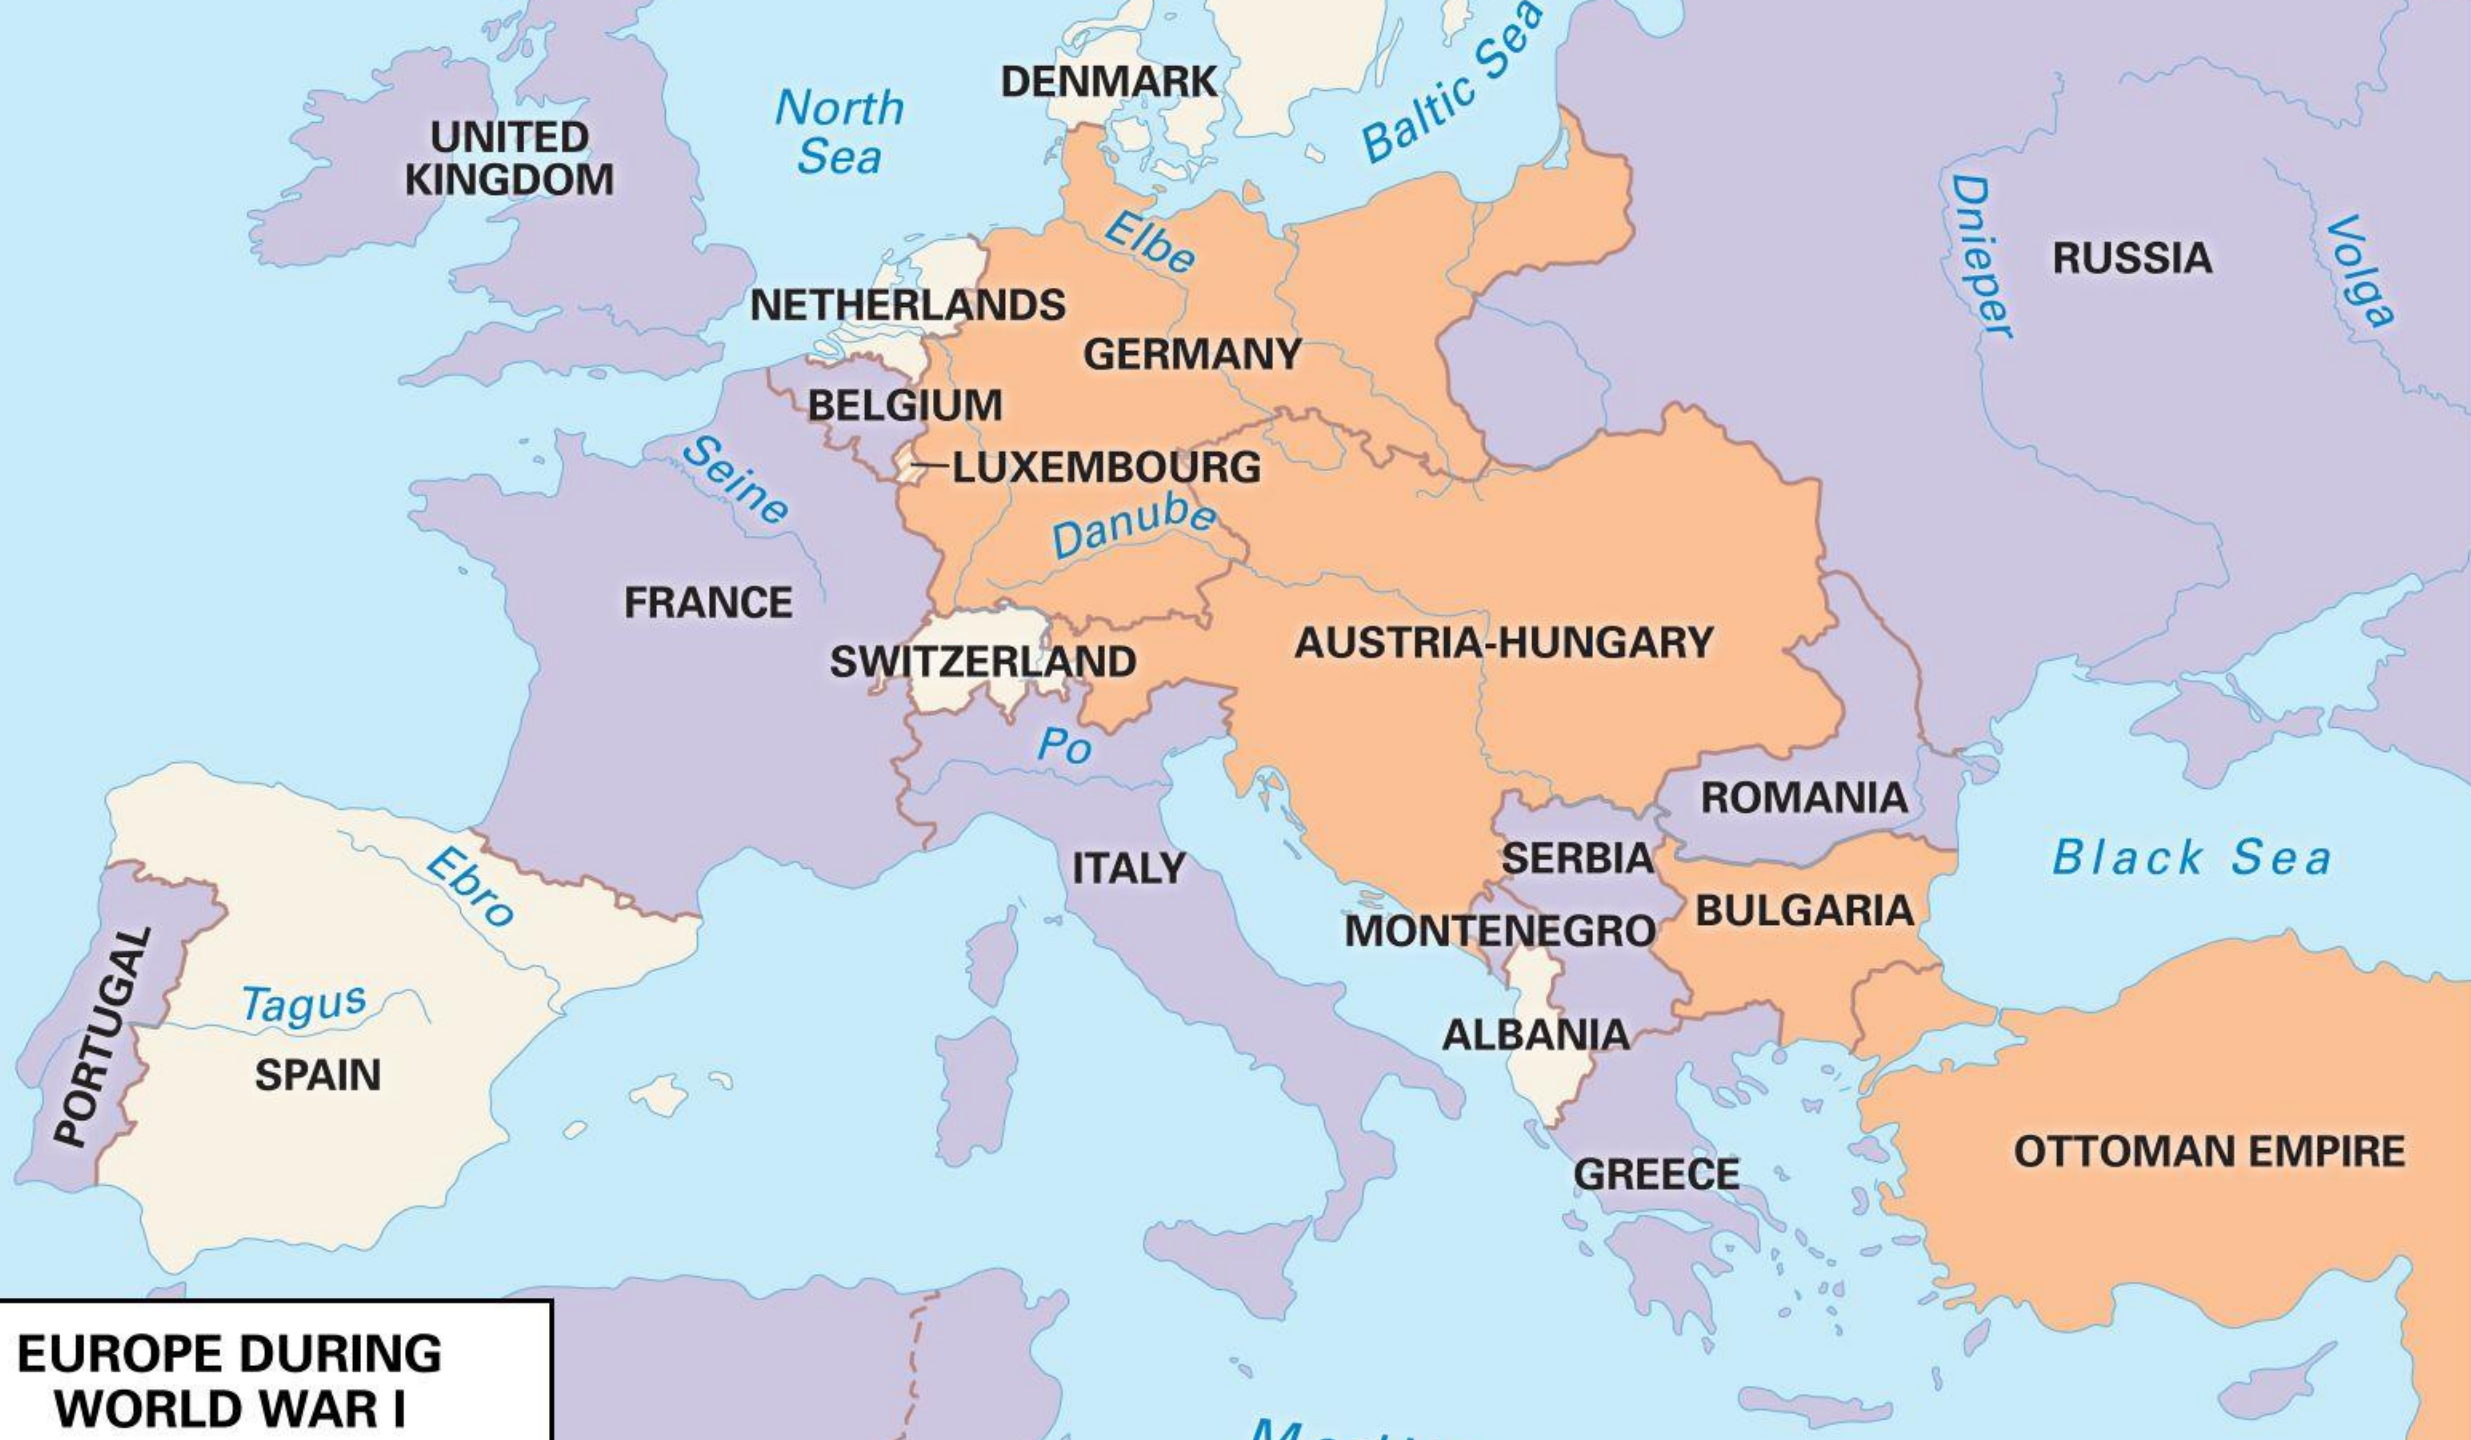 Baltic Sea
DENMARK
North
Sea
UNITED
KINGDOM
Elbe
Dnieper
RUSSIA
Volga
NETHERLANDS
GERMANY
BELGIUM
LUXEMBOURG
Seine
Danube
FRANCE
AUSTRIA-HUNGARY
SWITZERLAND
Po
ROMANIA
Black Sea
SERBIA
ITALY
Ebro
BULGARIA
MONTENEGRO
PORTUGAL
Tagus
ALBANIA
SPAIN
OTTOMAN EMPIRE
GREECE
EUROPE DURING
WORLD WAR I